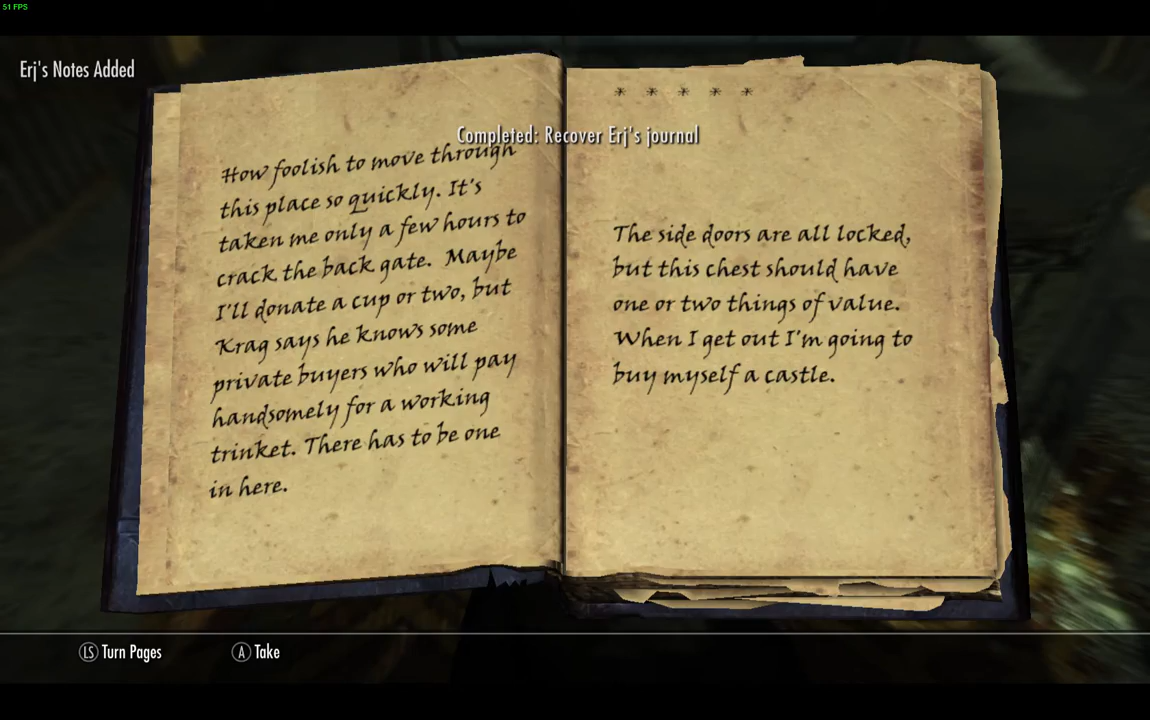 51 FPS
Erj's Notes Added
Completed: Recover Erj's journal
How foolish to move through
this place so quickly. It's
taken me only a few hours to
crack the back gate. Maybe
I'll donate a cup or two, but
Krag says he knows some
private buyers who will pay
handsomely for a working
trinket. There has to be one
in here.
* * * * *
The side doors are all locked,
but this chest should have
one or two things of value.
When I get out I'm going to
buy myself a castle.
LS Turn Pages
A Take